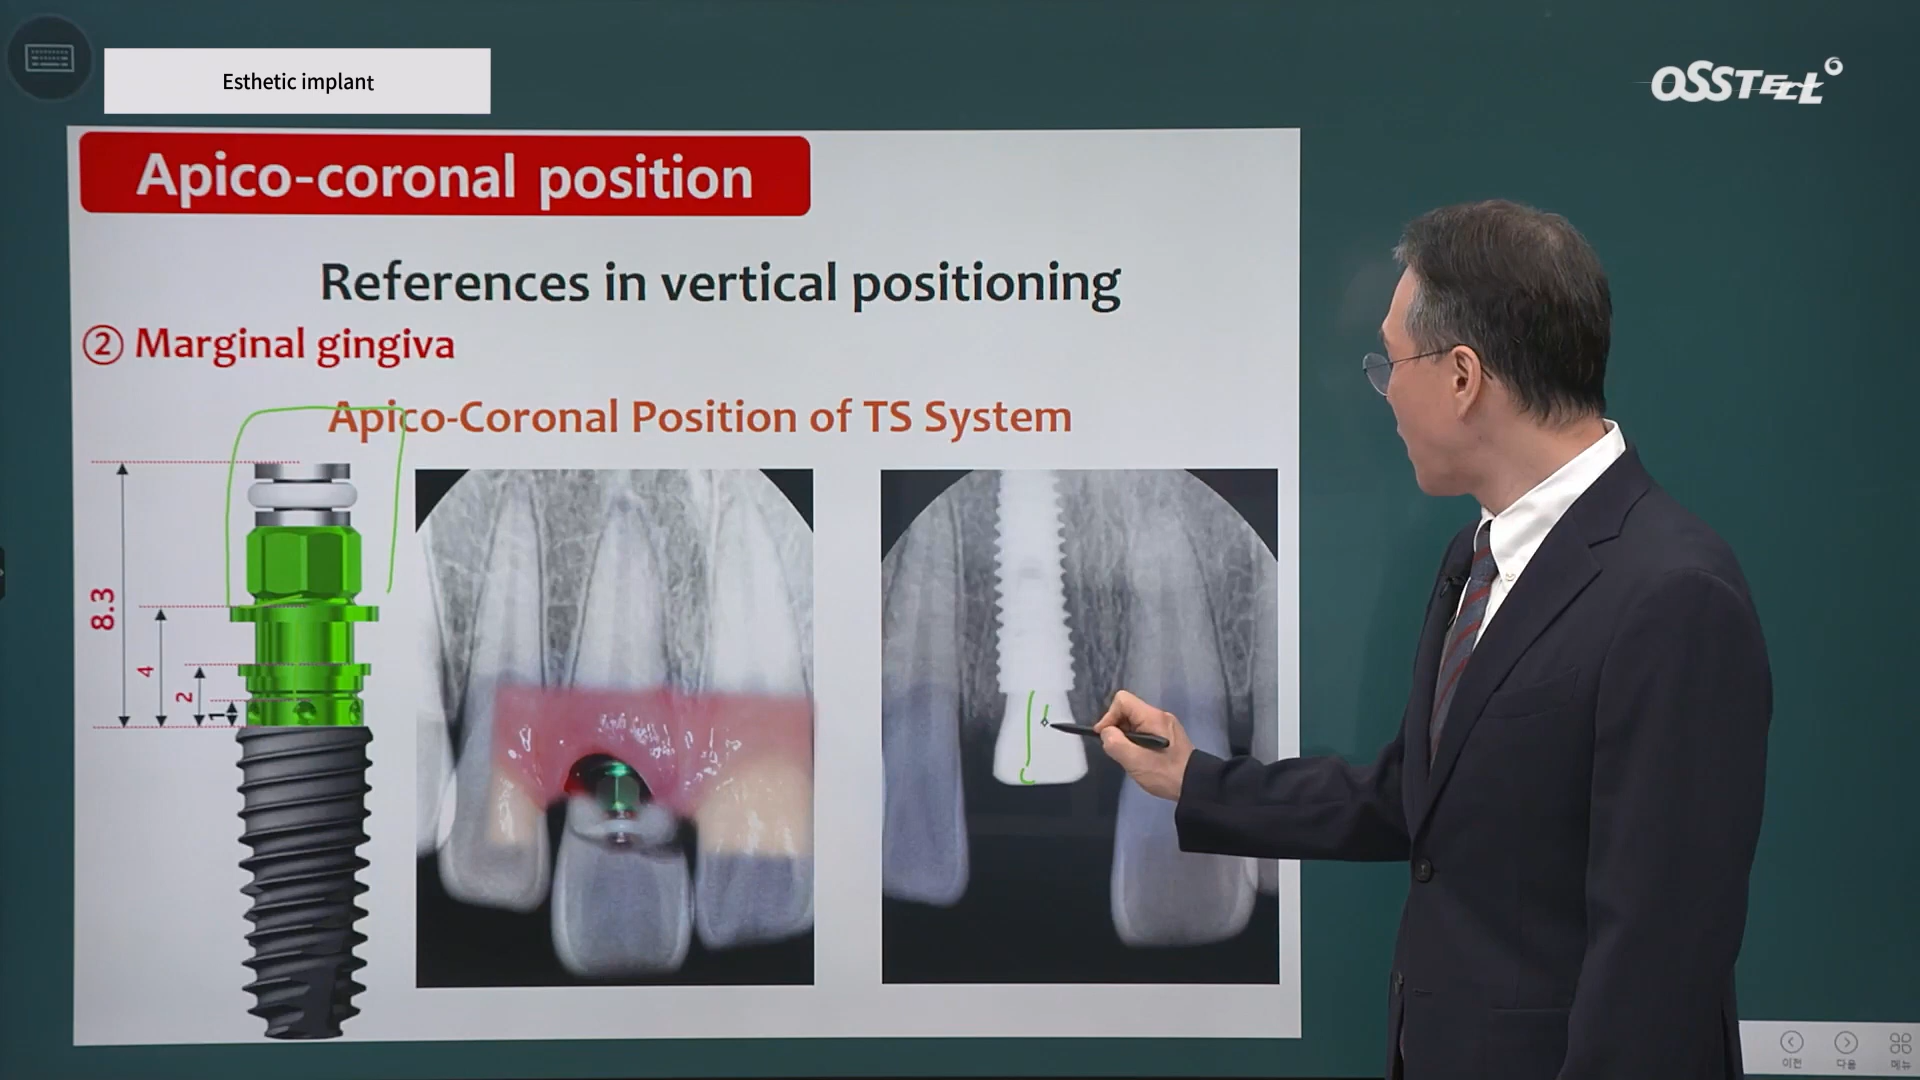 Esthetic implant
OSSTEEL6
Apico-coronal position
References in vertical positioning
② Marginal gingiva
Apico-Coronal Position of TS System
8.3
4
2
1
이전
다음
메뉴